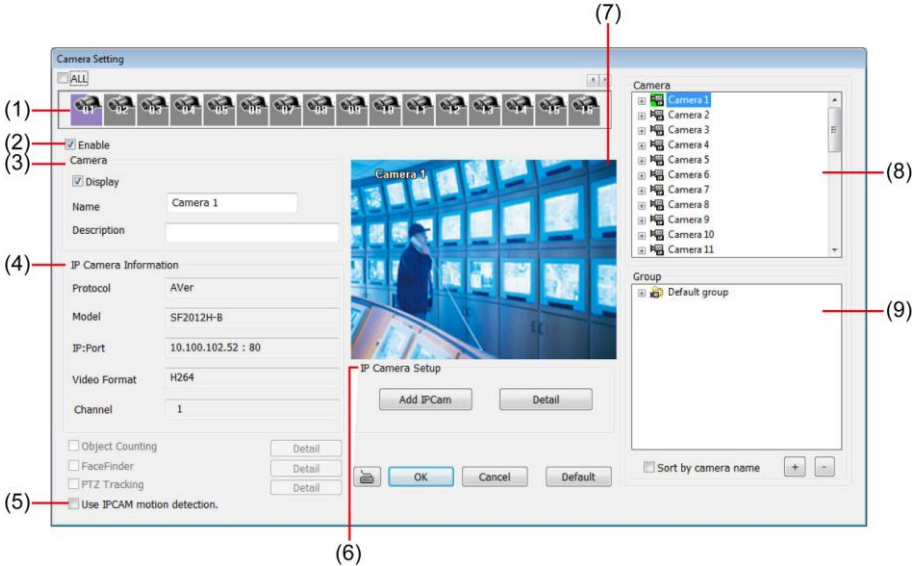 (7)
Camera Setting
ALL
(1)
01 02 03 04 05 06 07 08 09 10 11 12 13 14 15 16
(2)
Enable
(3)
Camera
Display
Name Camera 1
Description
(4)
IP Camera Information
Protocol AVer
Model SF2012H-B
IP:Port 10.100.102.52 : 80
Video Format H264
Channel 1
Object Counting Detail
FaceFinder Detail
PTZ Tracking Detail
(5)
Use IPCAM motion detection.
Camera 1
IP Camera Setup
Add IPCam Detail
OK Cancel Default
(6)
Camera
Camera 1
Camera 2
Camera 3
Camera 4
Camera 5
Camera 6
Camera 7
Camera 8
Camera 9
Camera 10
Camera 11
(8)
Group
Default group
(9)
Sort by camera name + -